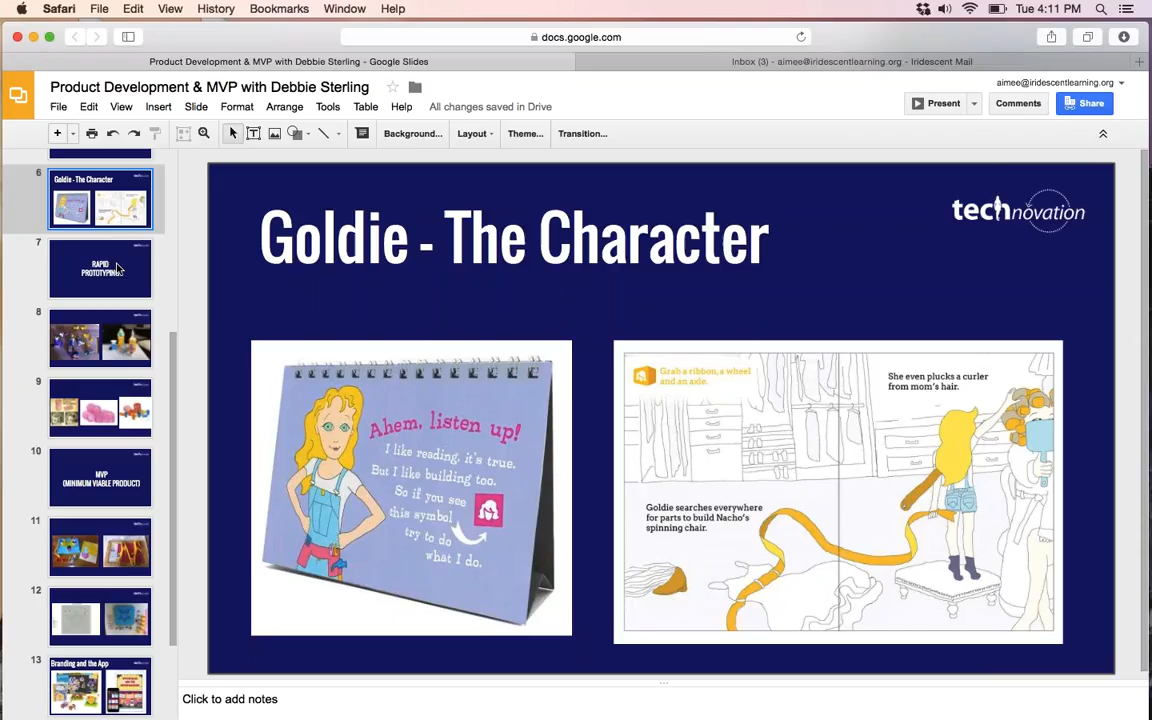 Safari File Edit View History Bookmarks Window Help
Tue 4:11 PM
docs.google.com
Product Development & MVP with Debbie Sterling - Google Slides
Inbox (3) - aimee@iridescentlearning.org - Iridescent Mail
Product Development & MVP with Debbie Sterling
aimee@iridescentlearning.org
File Edit View Insert Slide Format Arrange Tools Table Help All changes saved in Drive
Present Comments Share
Background... Layout Theme... Transition...
6
Goldie - The Character
7
RAPID
PROTOTYPING
8
9
10
MVP
(MINIMUM VIABLE PRODUCT)
11
12
13
Branding and the App
technovation
Goldie - The Character
Ahem, listen up!
I like reading, it's true.
But I like building too.
So if you see
this symbol
try to do
what I do.
Grab a ribbon, a wheel
and an axle.
She even plucks a curler
from mom's hair.
Goldie searches everywhere
for parts to build Nacho's
spinning chair.
Click to add notes